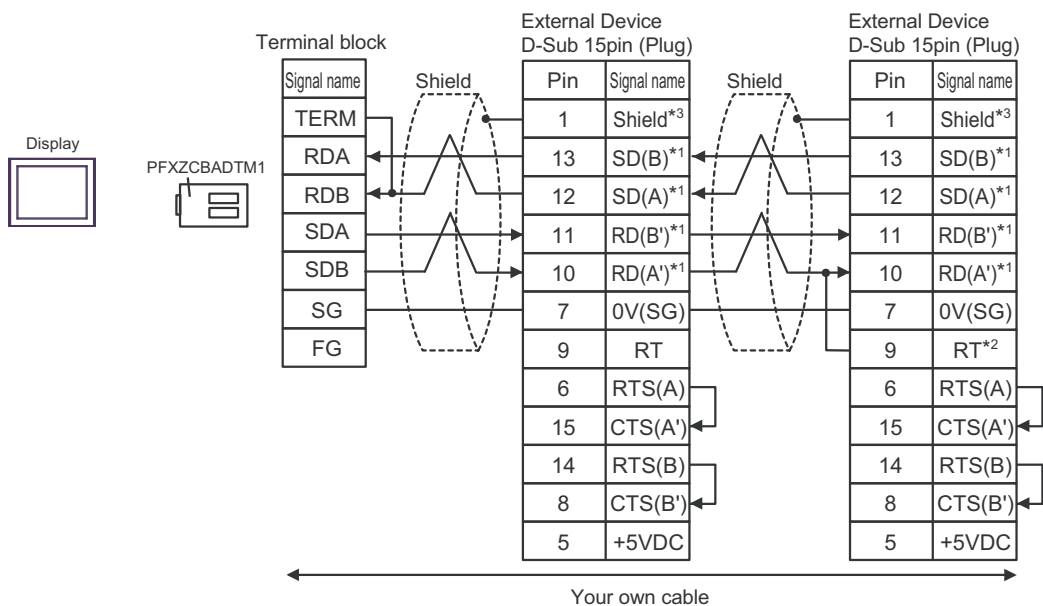 Display
PFXZCBADTM1
Terminal block
Signal name
TERM
RDA
RDB
SDA
SDB
SG
FG
Shield
External Device
D-Sub 15pin (Plug)
Pin Signal name
1 Shield*3
13 SD(B)*1
12 SD(A)*1
11 RD(B')*1
10 RD(A')*1
7 0V(SG)
9 RT
6 RTS(A)
15 CTS(A')
14 RTS(B)
8 CTS(B')
5 +5VDC
Shield
External Device
D-Sub 15pin (Plug)
Pin Signal name
1 Shield*3
13 SD(B)*1
12 SD(A)*1
11 RD(B')*1
10 RD(A')*1
7 0V(SG)
9 RT*2
6 RTS(A)
15 CTS(A')
14 RTS(B)
8 CTS(B')
5 +5VDC
Your own cable